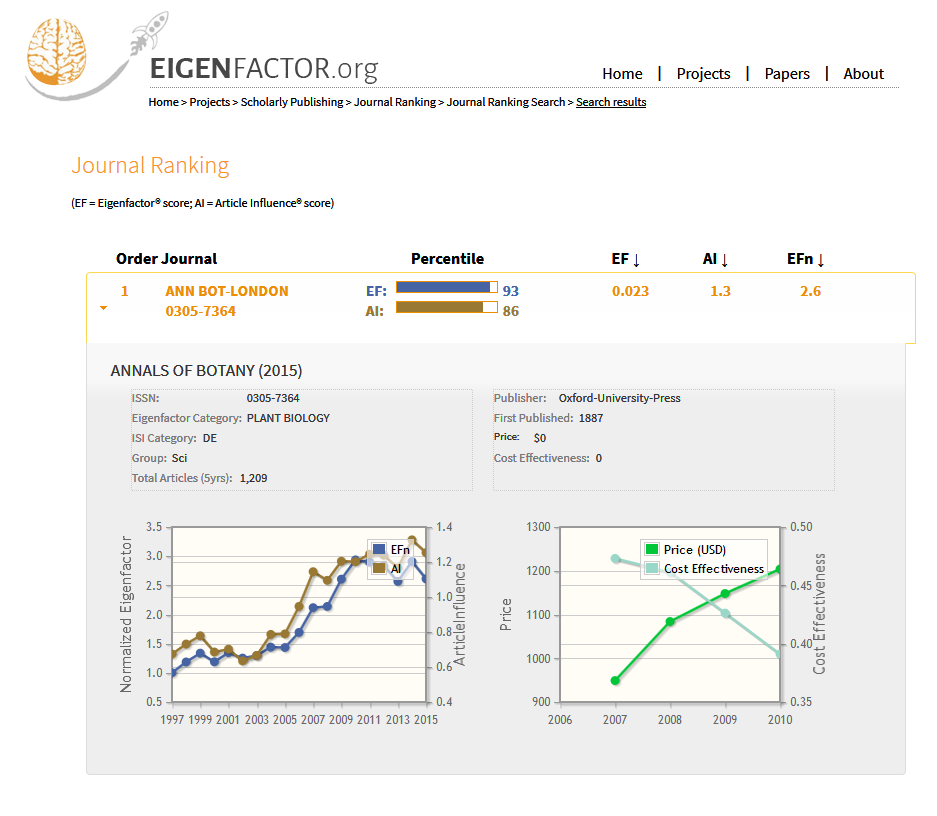 EIGENFACTOR.org
Home | Projects | Papers | About
Home > Projects > Scholarly Publishing > Journal Ranking > Journal Ranking Search > Search results
Journal Ranking
(EF = Eigenfactor® score; AI = Article Influence® score)
Order Journal Percentile EF ↓ AI ↓ EFn ↓
1 ANN BOT-LONDON EF: 93 0.023 1.3 2.6
0305-7364 AI: 86
ANNALS OF BOTANY (2015)
ISSN: 0305-7364
Eigenfactor Category: PLANT BIOLOGY
ISI Category: DE
Group: Sci
Total Articles (5yrs): 1,209
Publisher: Oxford-University-Press
First Published: 1887
Price: $0
Cost Effectiveness: 0
Normalized Eigenfactor
3.5
3.0
2.5
2.0
1.5
1.0
0.5
EFn
AI
1.4
1.2
1.0
0.8
0.6
0.4
ArticleInfluence
1997 1999 2001 2003 2005 2007 2009 2011 2013 2015
Price
1300
1200
1100
1000
900
Price (USD)
Cost Effectiveness
0.50
0.45
0.40
0.35
Cost Effectiveness
2006 2007 2008 2009 2010